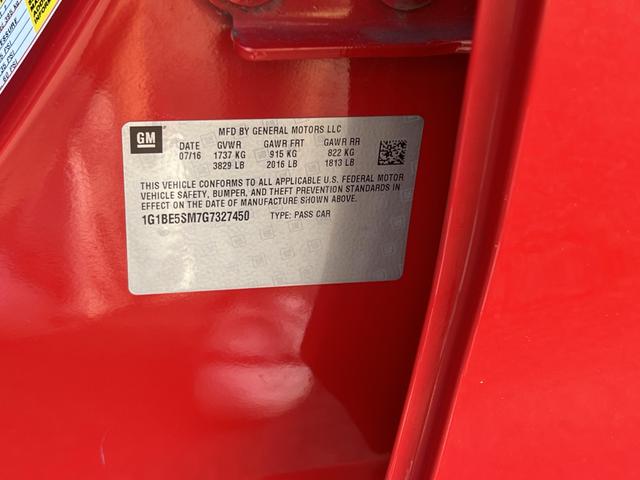 GM
MFD BY GENERAL MOTORS LLC
DATE GVWR GAWR FRT GAWR RR
07/16 1737 KG 915 KG 822 KG
3829 LB 2016 LB 1813 LB
THIS VEHICLE CONFORMS TO ALL APPLICABLE U.S. FEDERAL MOTOR
VEHICLE SAFETY, BUMPER, AND THEFT PREVENTION STANDARDS IN
EFFECT ON THE DATE OF MANUFACTURE SHOWN ABOVE.
1G1BE5SM7G7327450 TYPE: PASS CAR